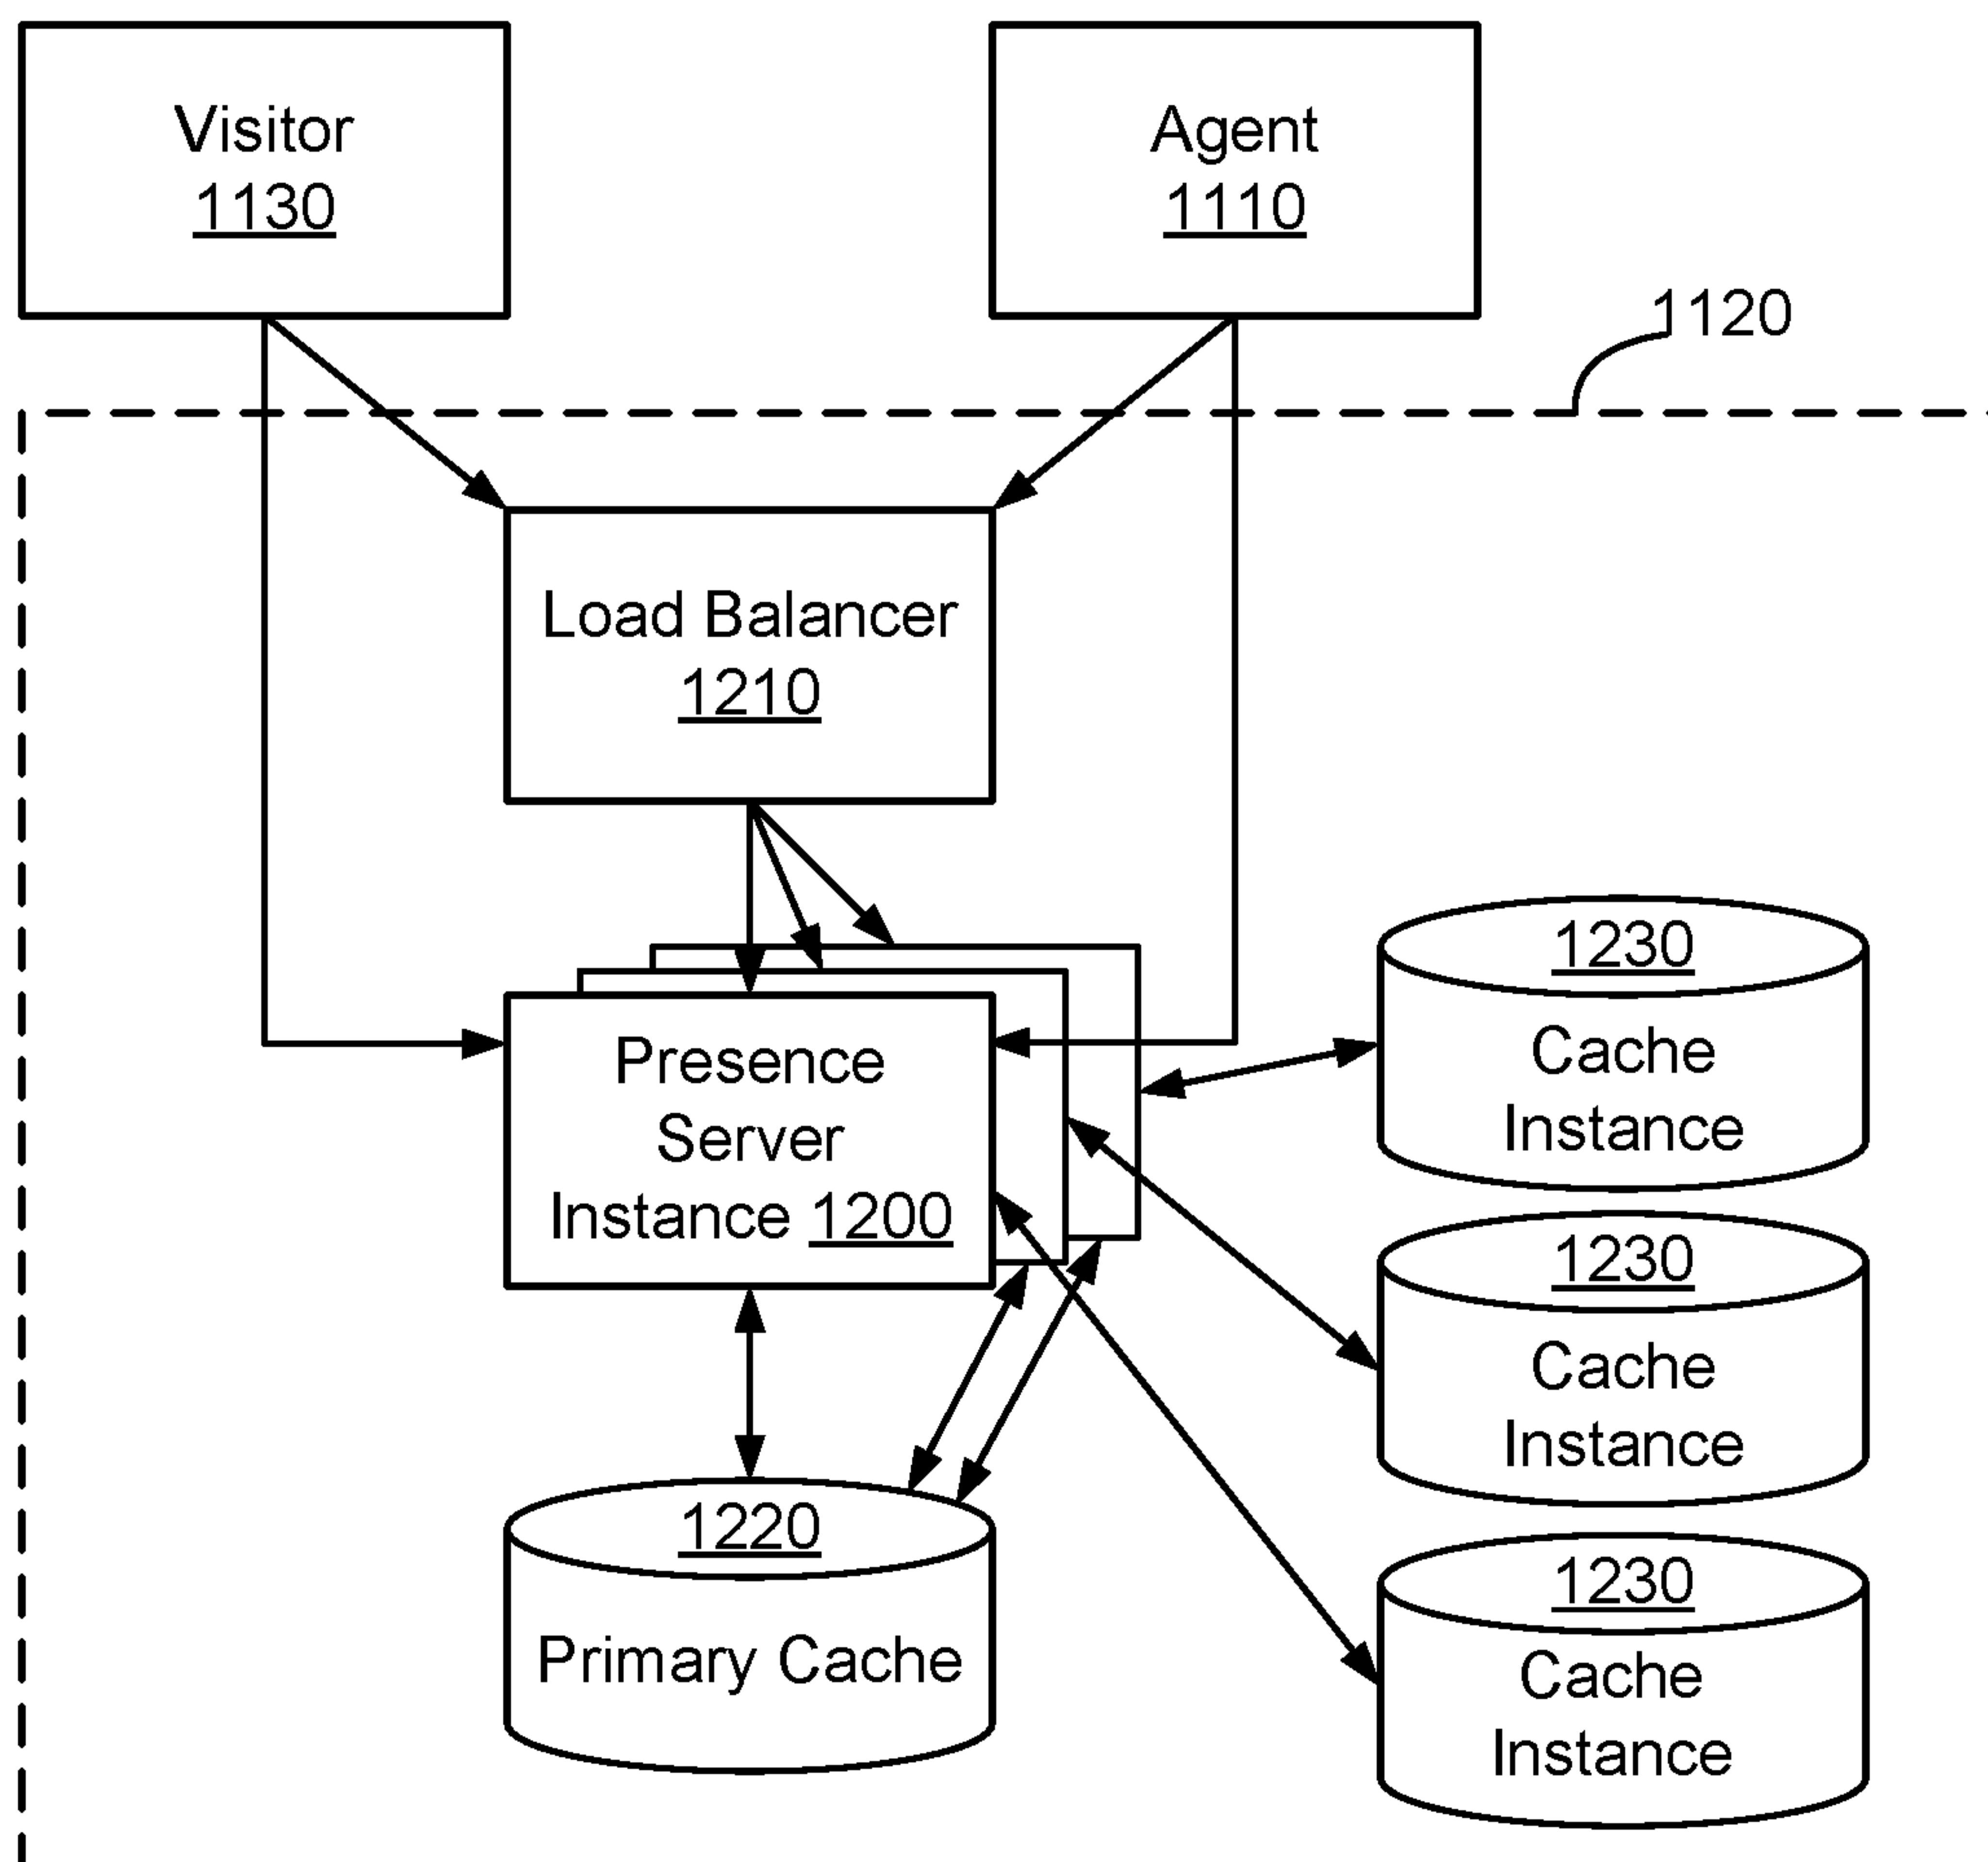 Visitor
1130
Agent
1110
1120
Load Balancer
1210
Presence
Server
Instance 1200
1230
Cache
Instance
1230
Cache
Instance
1220
Primary Cache
1230
Cache
Instance